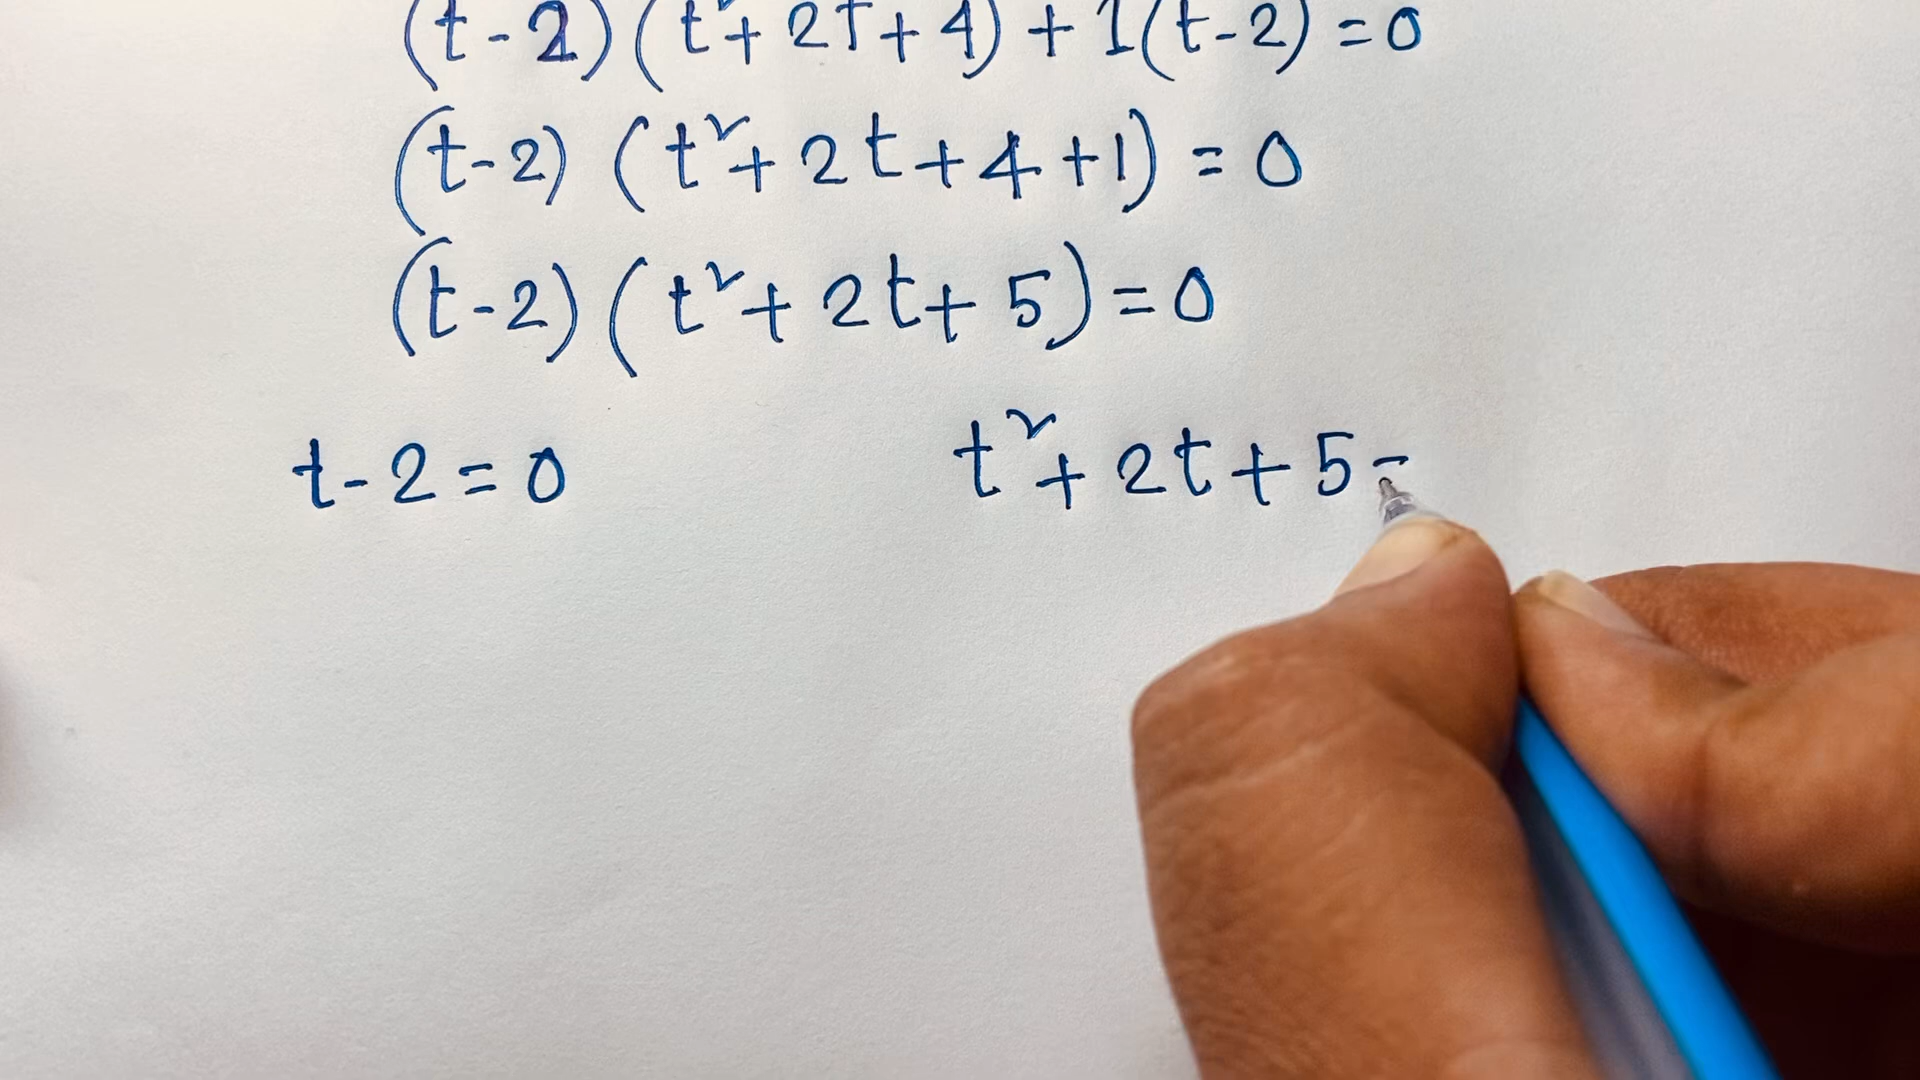 (t-2)(t²+2t+4)+1(t-2)=0
(t-2) (t²+2t+4+1)=0
(t-2)(t²+2t+5)=0
t-2=0 t²+2t+5=